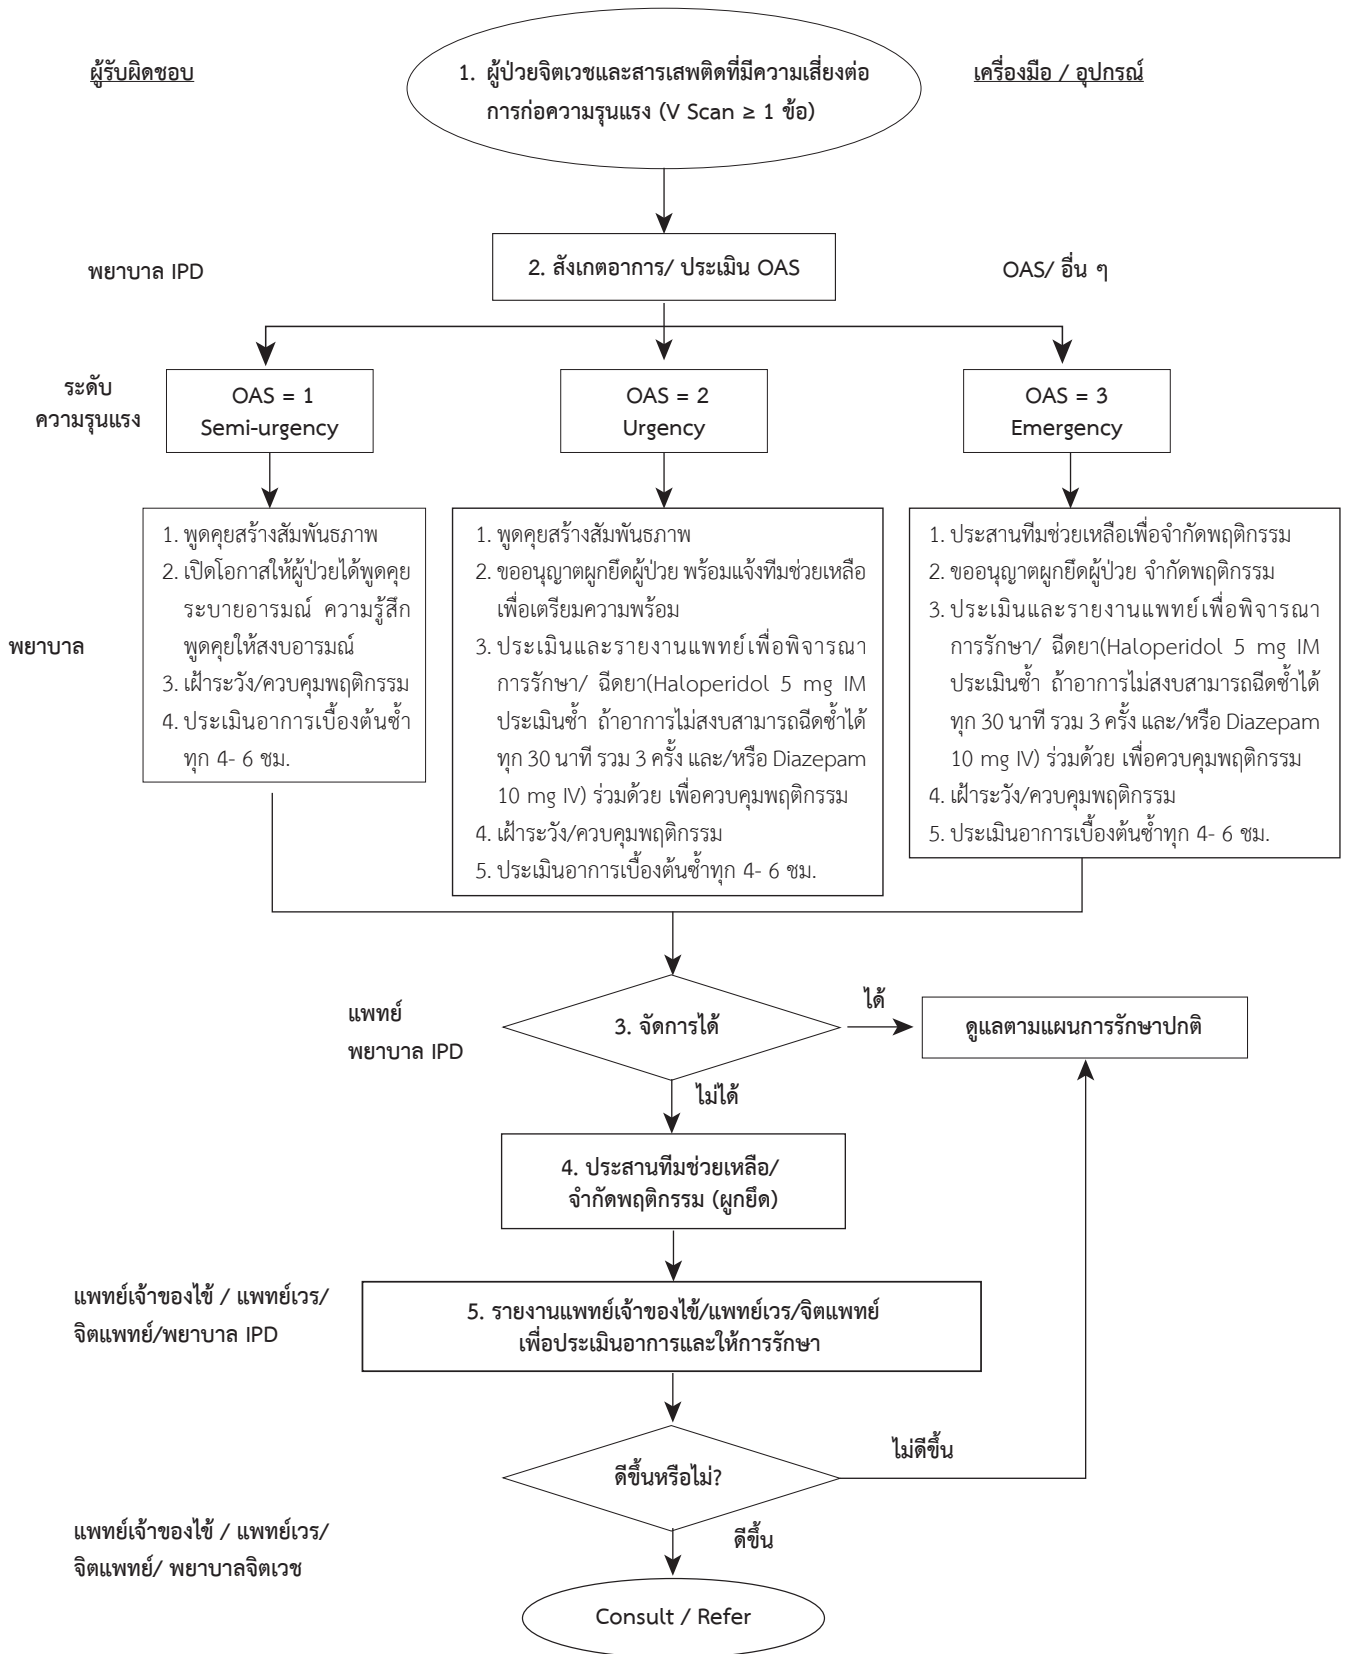 ผู้รับผิดชอบ
1. ผู้ป่วยจิตเวชและสารเสพติดที่มีความเสี่ยงต่อ
การก่อความรุนแรง (V Scan ≥ 1 ข้อ)
เครื่องมือ / อุปกรณ์
พยาบาล IPD
2. สังเกตอาการ/ ประเมิน OAS
OAS/ อื่น ๆ
ระดับ
ความรุนแรง
OAS = 1
Semi-urgency
OAS = 2
Urgency
OAS = 3
Emergency
พยาบาล
1. พูดคุยสร้างสัมพันธภาพ
2. เปิดโอกาสให้ผู้ป่วยได้พูดคุย
ระบายอารมณ์ ความรู้สึก
พูดคุยให้สงบอารมณ์
3. เฝ้าระวัง/ควบคุมพฤติกรรม
4. ประเมินอาการเบื้องต้นซ้ำ
ทุก 4- 6 ชม.
1. พูดคุยสร้างสัมพันธภาพ
2. ขออนุญาตผูกยึดผู้ป่วย พร้อมแจ้งทีมช่วยเหลือ
เพื่อเตรียมความพร้อม
3. ประเมินและรายงานแพทย์เพื่อพิจารณา
การรักษา/ ฉีดยา(Haloperidol 5 mg IM
ประเมินซ้ำ ถ้าอาการไม่สงบสามารถฉีดซ้ำได้
ทุก 30 นาที รวม 3 ครั้ง และ/หรือ Diazepam
10 mg IV) ร่วมด้วย เพื่อควบคุมพฤติกรรม
4. เฝ้าระวัง/ควบคุมพฤติกรรม
5. ประเมินอาการเบื้องต้นซ้ำทุก 4- 6 ชม.
1. ประสานทีมช่วยเหลือเพื่อจำกัดพฤติกรรม
2. ขออนุญาตผูกยึดผู้ป่วย จำกัดพฤติกรรม
3. ประเมินและรายงานแพทย์เพื่อพิจารณา
การรักษา/ ฉีดยา(Haloperidol 5 mg IM
ประเมินซ้ำ ถ้าอาการไม่สงบสามารถฉีดซ้ำได้
ทุก 30 นาที รวม 3 ครั้ง และ/หรือ Diazepam
10 mg IV) ร่วมด้วย เพื่อควบคุมพฤติกรรม
4. เฝ้าระวัง/ควบคุมพฤติกรรม
5. ประเมินอาการเบื้องต้นซ้ำทุก 4- 6 ชม.
แพทย์
พยาบาล IPD
3. จัดการได้
ได้
ดูแลตามแผนการรักษาปกติ
ไม่ได้
4. ประสานทีมช่วยเหลือ/
จำกัดพฤติกรรม (ผูกยึด)
แพทย์เจ้าของไข้ / แพทย์เวร/
จิตแพทย์/พยาบาล IPD
5. รายงานแพทย์เจ้าของไข้/แพทย์เวร/จิตแพทย์
เพื่อประเมินอาการและให้การรักษา
ดีขึ้นหรือไม่?
ไม่ดีขึ้น
ดีขึ้น
แพทย์เจ้าของไข้ / แพทย์เวร/
จิตแพทย์/ พยาบาลจิตเวช
Consult / Refer